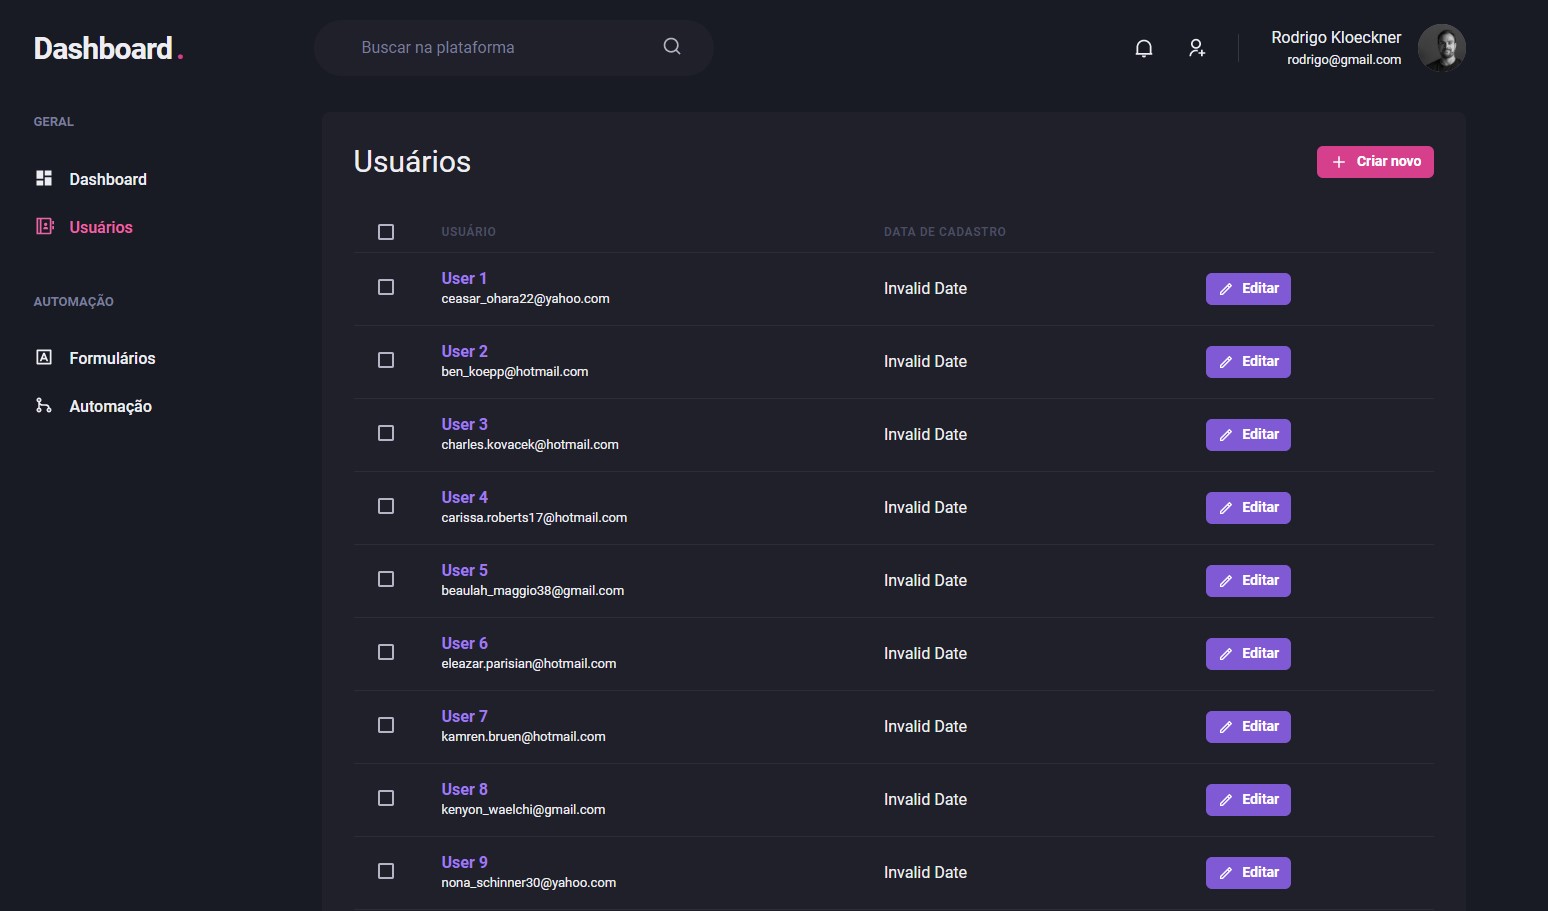 Dashboard.
Buscar na plataforma
Rodrigo Kloeckner
rodrigo@gmail.com
GERAL
Dashboard
Usuários
AUTOMAÇÃO
Formulários
Automação
Usuários
Criar novo
USUÁRIO DATA DE CADASTRO
User 1
ceasar_ohara22@yahoo.com
Invalid Date
Editar
User 2
ben_koepp@hotmail.com
Invalid Date
Editar
User 3
charles.kovacek@hotmail.com
Invalid Date
Editar
User 4
carissa.roberts17@hotmail.com
Invalid Date
Editar
User 5
beaulah_maggio38@gmail.com
Invalid Date
Editar
User 6
eleazar.parisian@hotmail.com
Invalid Date
Editar
User 7
kamren.bruen@hotmail.com
Invalid Date
Editar
User 8
kenyon_waelchi@gmail.com
Invalid Date
Editar
User 9
nona_schinner30@yahoo.com
Invalid Date
Editar